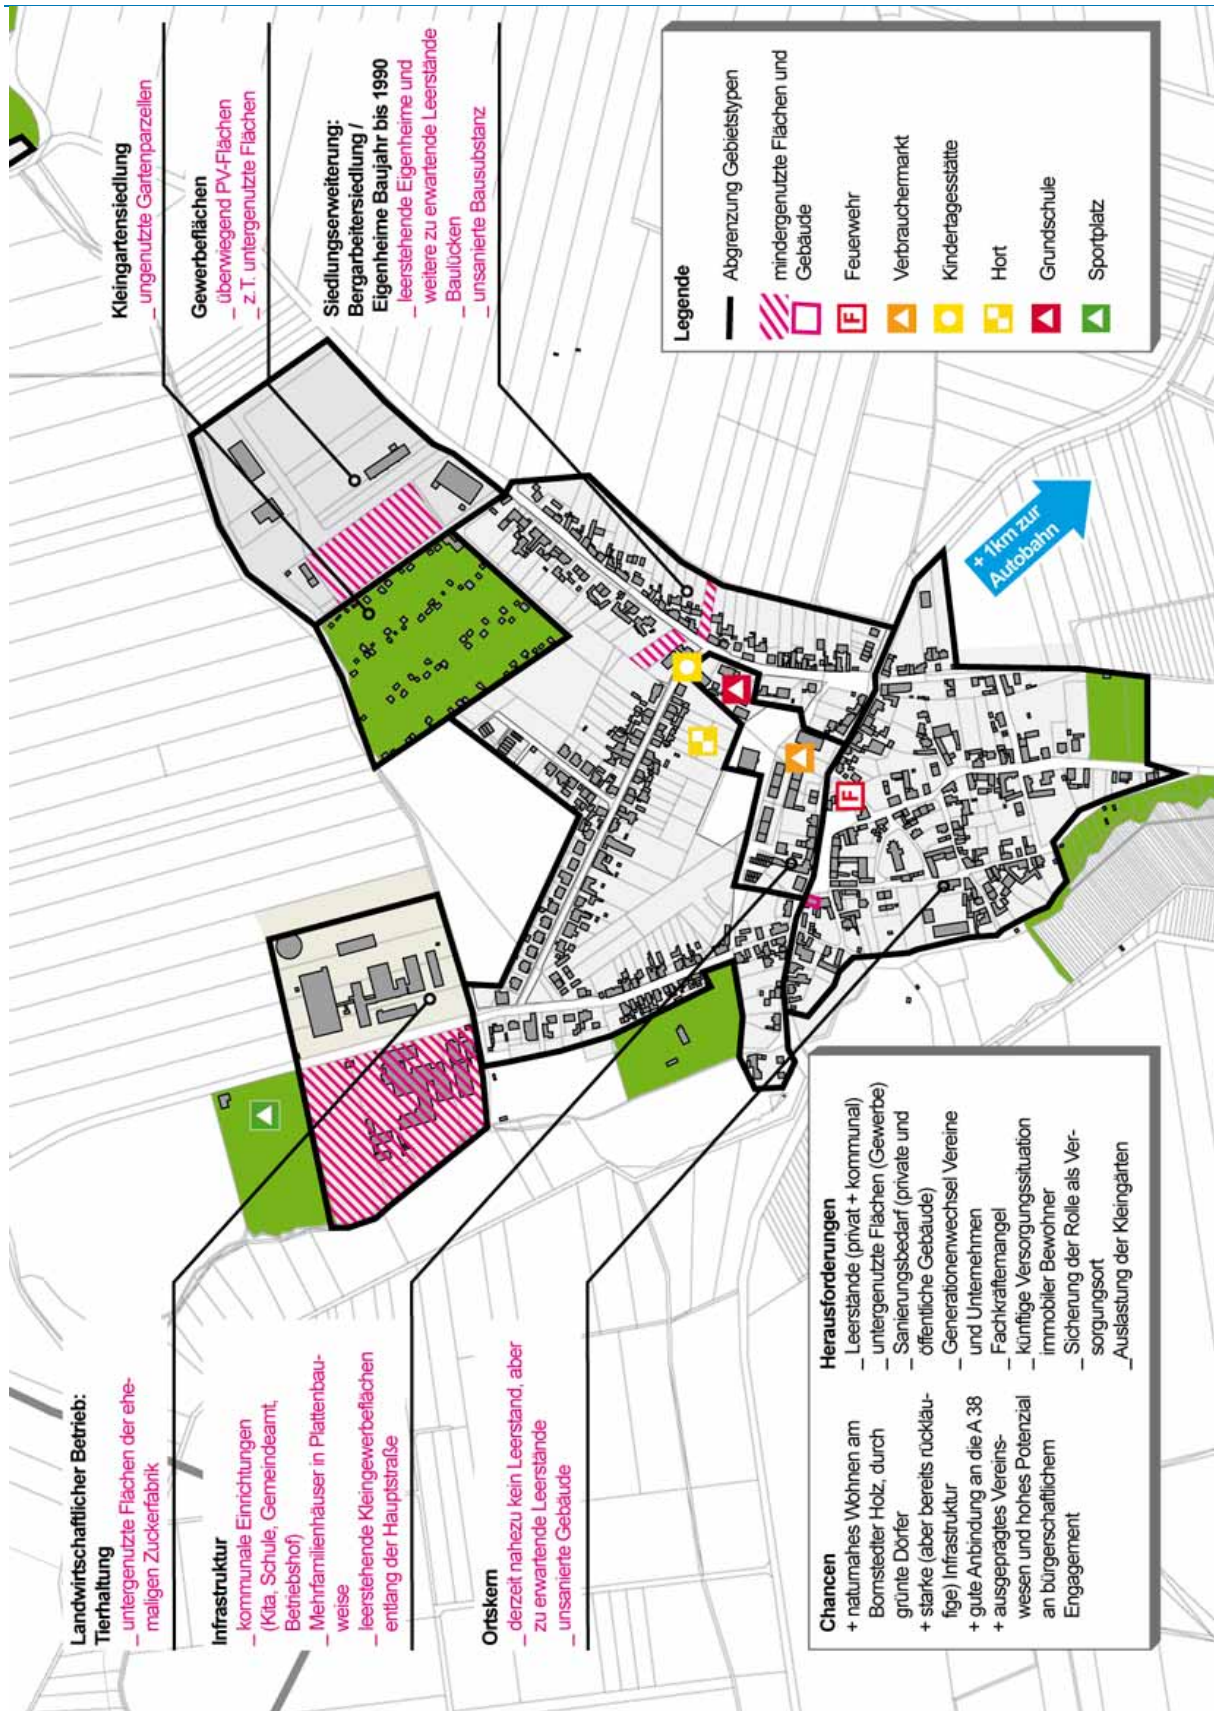 Landwirtschaftlicher Betrieb:
Tierhaltung
_ untergenutzte Flächen der ehe-
maligen Zuckerfabrik
Infrastruktur
_ kommunale Einrichtungen
(Kita, Schule, Gemeindeamt,
Betriebshof)
_ Mehrfamilienhäuser in Plattenbau-
weise
_ leerstehende Kleingewerbeflächen
entlang der Hauptstraße
Ortskern
_ derzeit nahezu kein Leerstand, aber
zu erwartende Leerstände
_ unsanierte Gebäude
Kleingartensiedlung
_ ungenutzte Gartenparzellen
Gewerbeflächen
_ überwiegend PV-Flächen
_ z.T. untergenutzte Flächen
Siedlungserweiterung:
Bergarbeitersiedlung /
Eigenheime Baujahr bis 1990
_ leerstehende Eigenheime und
weitere zu erwartende Leerstände
_ Baulücken
_ unsanierte Bausubstanz
F
+ 1km zur
Autobahn
Chancen
+ naturnahes Wohnen am
Bornstedter Holz, durch
grünte Dörfer
+ starke (aber bereits rückläu-
fige) Infrastruktur
+ gute Anbindung an die A 38
+ ausgeprägtes Vereins-
wesen und hohes Potenzial
an bürgerschaftlichem
Engagement
Herausforderungen
_ Leerstände (privat + kommunal)
_ untergenutzte Flächen (Gewerbe)
_ Sanierungsbedarf (private und
öffentliche Gebäude)
_ Generationenwechsel Vereine
und Unternehmen
_ Fachkräftemangel
_ künftige Versorgungssituation
immobiler Bewohner
_ Sicherung der Rolle als Ver-
sorgungsort
_Auslastung der Kleingärten
Legende
Abgrenzung Gebietstypen
mindergenutzte Flächen und
Gebäude
F Feuerwehr
Verbrauchermarkt
Kindertagesstätte
Hort
Grundschule
Sportplatz